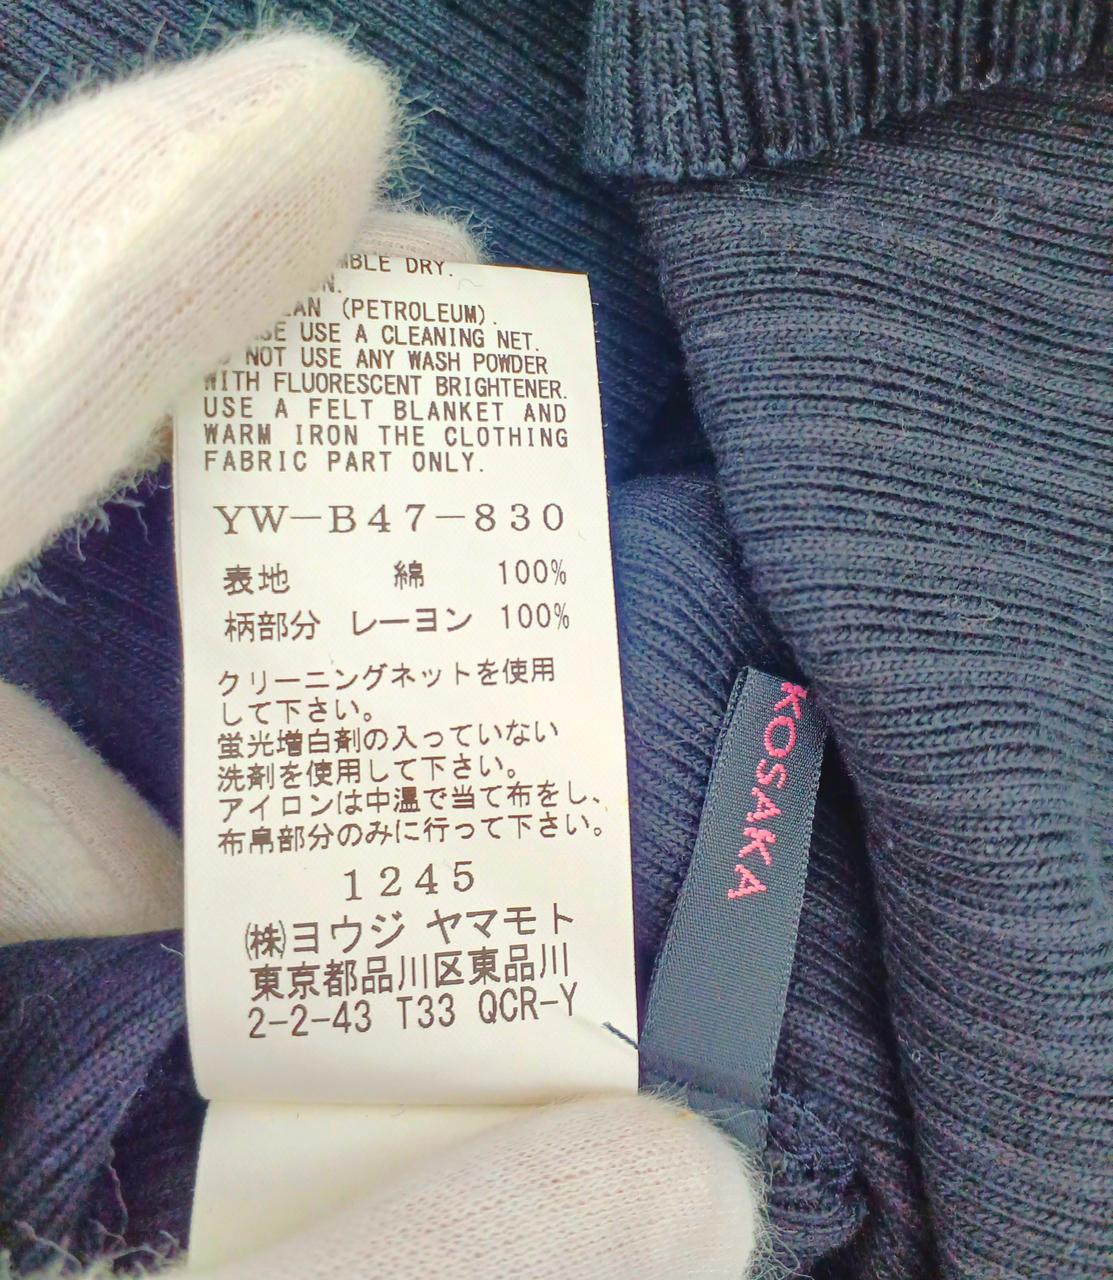 DRY.
(PETROLEUM).
USE A CLEANING NET.
NOT USE ANY WASH POWDER
WITH FLUORESCENT BRIGHTENER.
USE A FELT BLANKET AND
WARM IRON THE CLOTHING
FABRIC PART ONLY.
YW-B47-830
表地 綿 100%
柄部分 レーヨン 100%
クリーニングネットを使用
して下さい。
蛍光増白剤の入っていない
洗剤を使用して下さい。
アイロンは中温で当て布をし、
布帛部分のみに行って下さい。
1245
(株)ヨウジ ヤマモト
東京都品川区東品川
2-2-43 T33 QCR-Y
KOSAKA